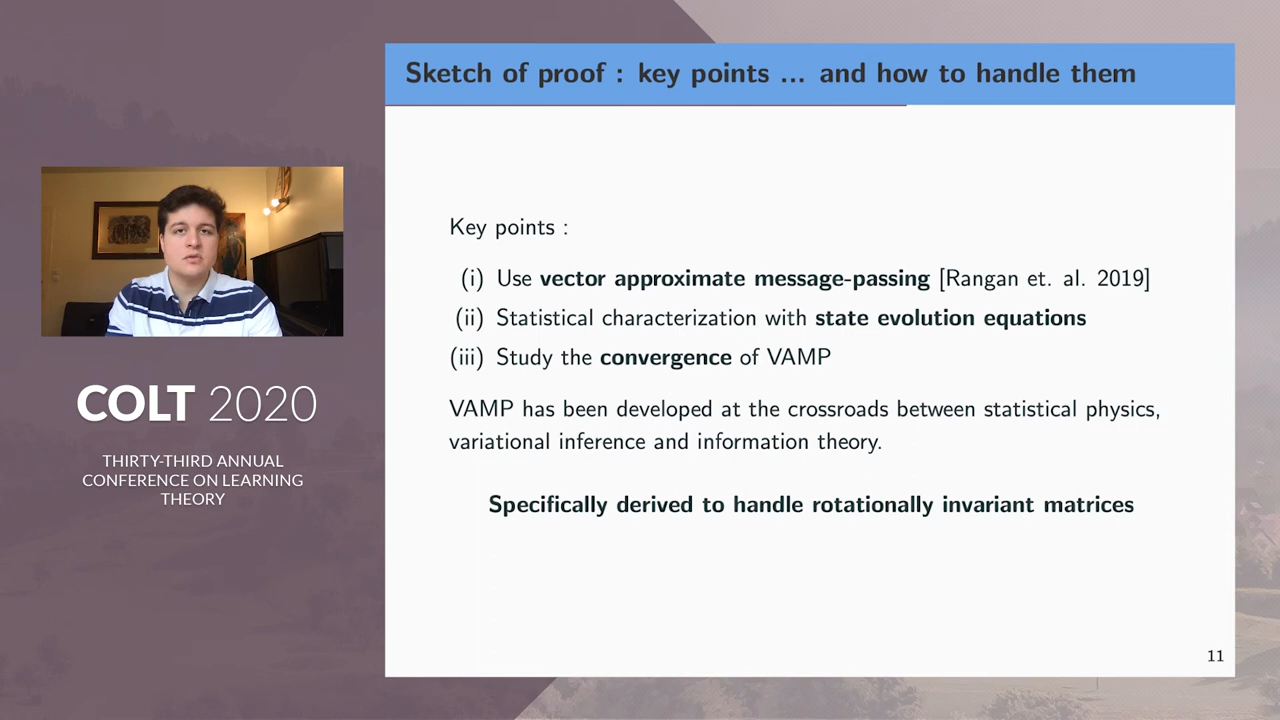 Sketch of proof : key points ... and how to handle them
Key points :
(i) Use vector approximate message-passing [Rangan et. al. 2019]
(ii) Statistical characterization with state evolution equations
(iii) Study the convergence of VAMP
VAMP has been developed at the crossroads between statistical physics,
variational inference and information theory.
Specifically derived to handle rotationally invariant matrices
11
COLT 2020
THIRTY-THIRD ANNUAL
CONFERENCE ON LEARNING
THEORY